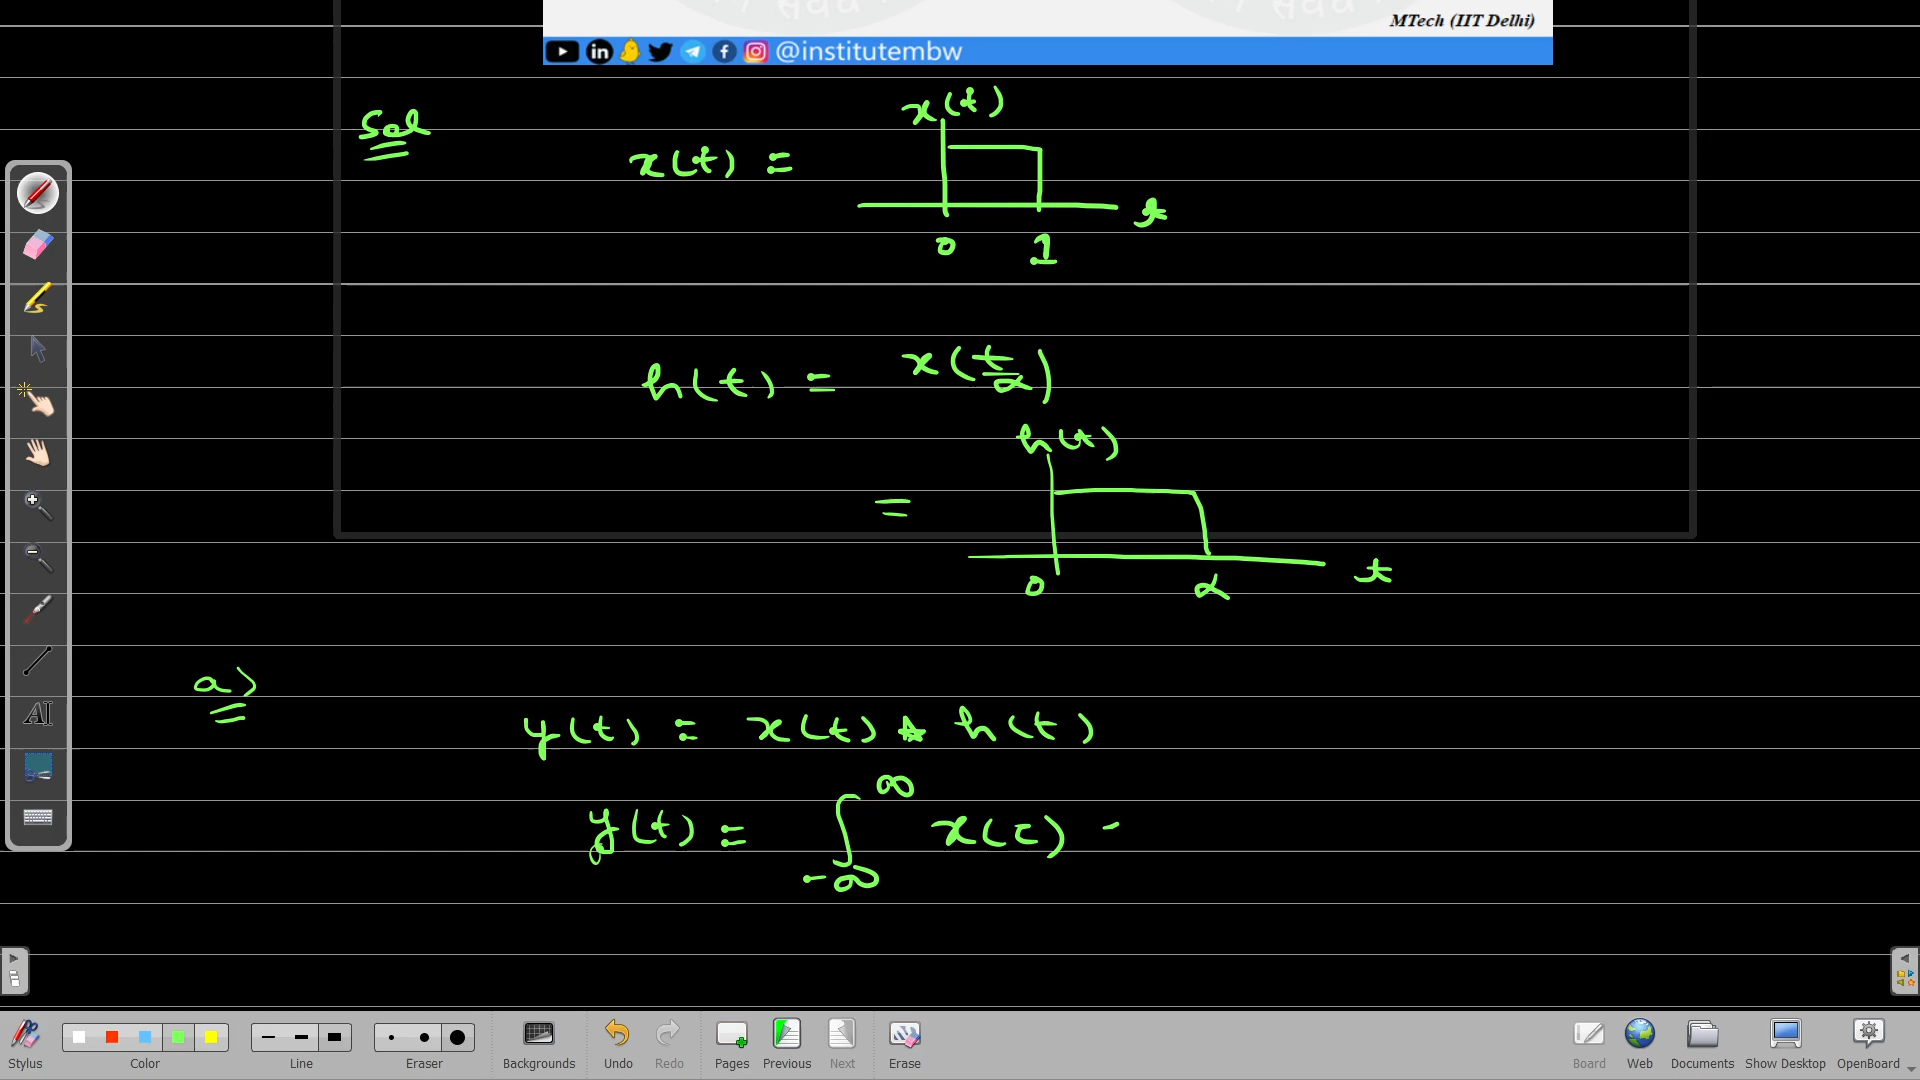 MTech (IIT Delhi)
@institutembw
Sol
x(t)
x(t) =
t
0 1
h(t) = x(t/α)
h(t)
=
t
0 α
a)
y(t) = x(t) * h(t)
y(t) = ∫
∞
-∞
x(τ) -
Stylus Color Line Eraser Backgrounds Undo Redo Pages Previous Next Erase Board Web Documents Show Desktop OpenBoard